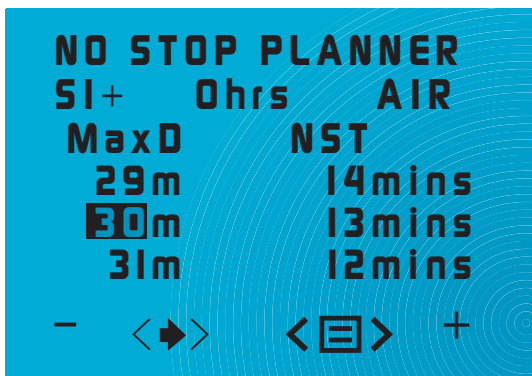 NO STOP PLANNER
SI+ 0hrs AIR
MaxD NST
29m 14mins
30m 13mins
31m 12mins
- < > < > +